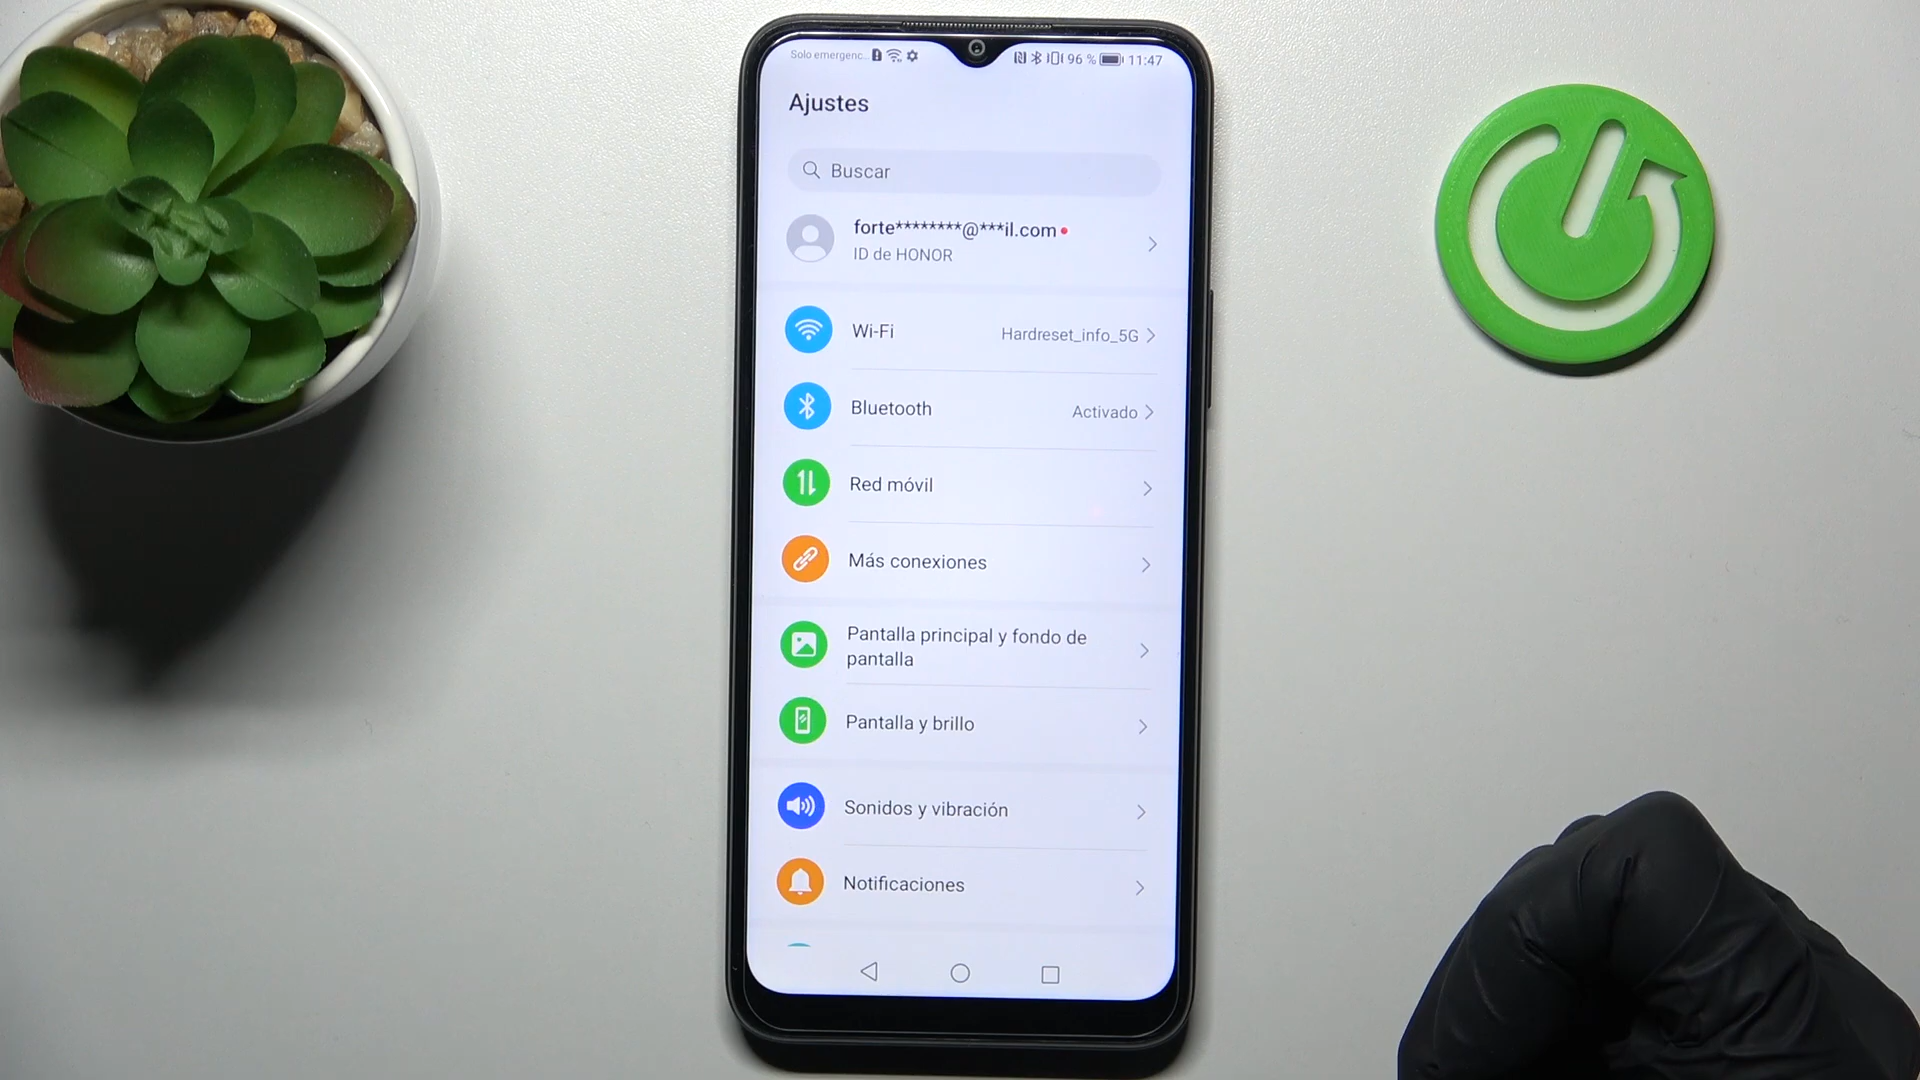 Solo emergenc.. 96 % 11:47
Ajustes
Buscar
forte********@***il.com
ID de HONOR
Wi-Fi Hardreset_info_5G
Bluetooth Activado
Red móvil
Más conexiones
Pantalla principal y fondo de
pantalla
Pantalla y brillo
Sonidos y vibración
Notificaciones